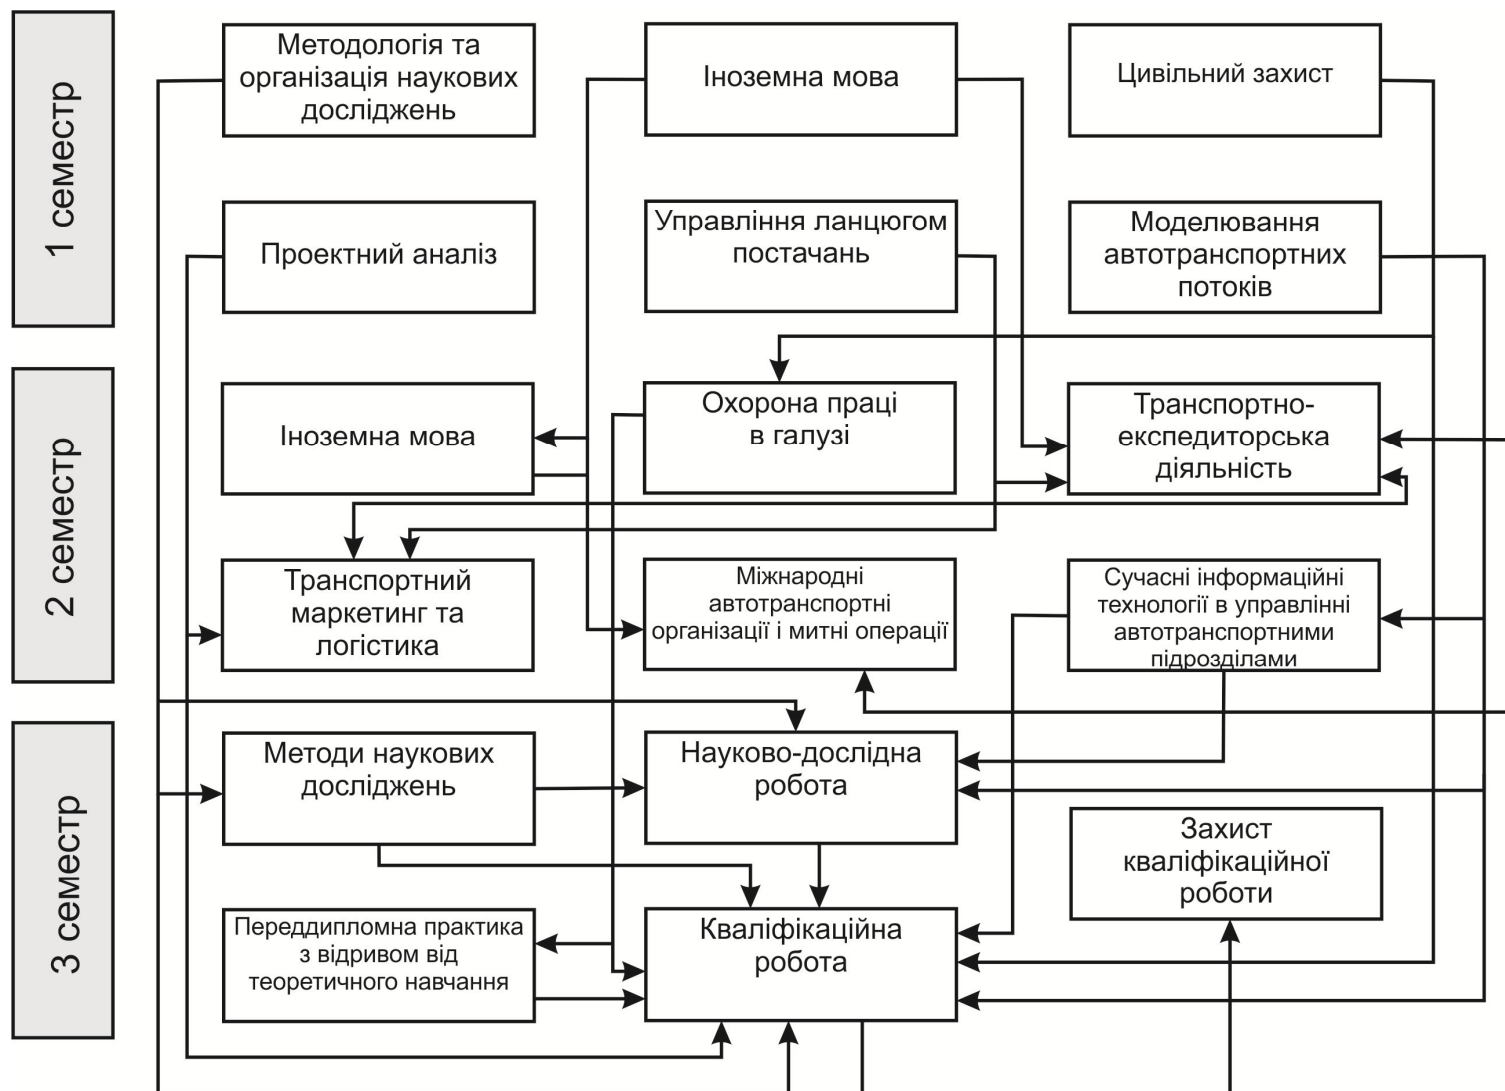 1 семестр
Методологія та
організація наукових
досліджень
Іноземна мова
Цивільний захист
Проектний аналіз
Управління ланцюгом
постачань
Моделювання
автотранспортних
потоків
2 семестр
Іноземна мова
Охорона праці
в галузі
Транспортно-
експедиторська
діяльність
Транспортний
маркетинг та
логістика
Міжнародні
автотранспортні
організації і митні операції
Сучасні інформаційні
технології в управлінні
автотранспортними
підрозділами
3 семестр
Методи наукових
досліджень
Науково-дослідна
робота
Захист
кваліфікаційної
роботи
Переддипломна практика
з відривом від
теоретичного навчання
Кваліфікаційна
робота